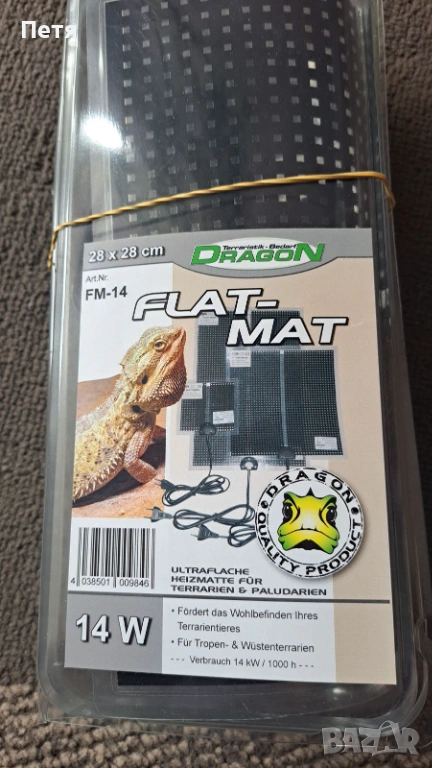 Петя
28 x 28 cm
Terraristik - Bedarf
DRAGON
Art.Nr.
FM-14
FLAT-
MAT
DRAGON
QUALITY PRODUCT
4 038501 009846
ULTRAFLACHE
HEIZMATTE FÜR
TERRARIEN & PALUDARIEN
14 W
• Fördert das Wohlbefinden Ihres
Terrarientieres
• Für Tropen- & Wüstenterrarien
- - - Verbrauch 14 kW / 1000 h - - -
BAZAR